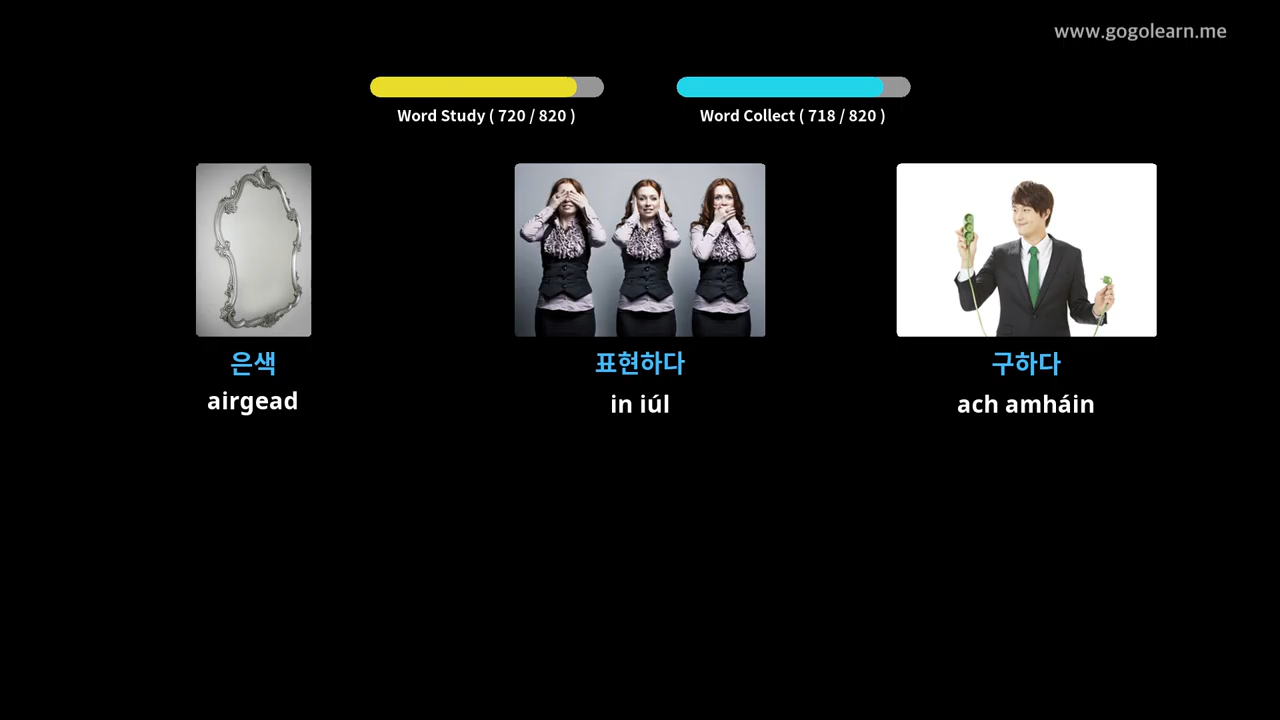 www.gogolearn.me
Word Study ( 720 / 820 )
Word Collect ( 718 / 820 )
은색
표현하다
구하다
airgead
in iúl
ach amháin